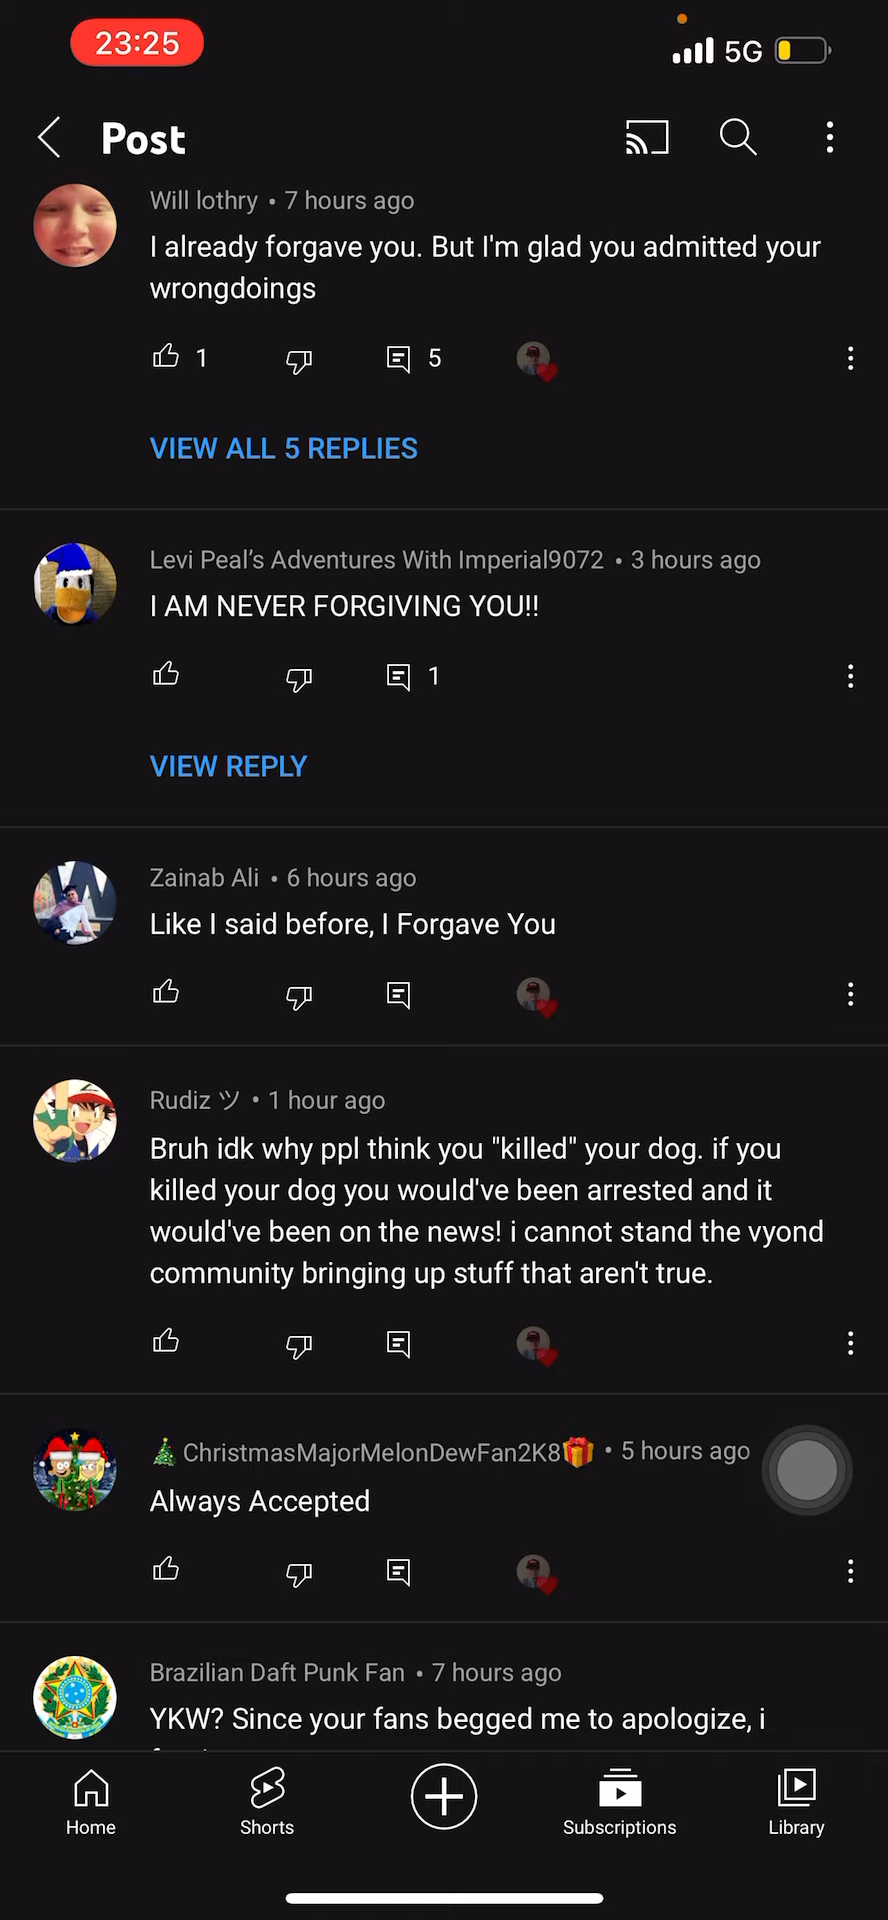 23:25
5G
Post
Will lothry • 7 hours ago
I already forgave you. But I'm glad you admitted your
wrongdoings
1
5
VIEW ALL 5 REPLIES
Levi Peal’s Adventures With Imperial9072 • 3 hours ago
I AM NEVER FORGIVING YOU!!
1
VIEW REPLY
Zainab Ali • 6 hours ago
Like I said before, I Forgave You
Rudiz ツ • 1 hour ago
Bruh idk why ppl think you "killed" your dog. if you
killed your dog you would've been arrested and it
would've been on the news! i cannot stand the vyond
community bringing up stuff that aren't true.
🎄ChristmasMajorMelonDewFan2K8🎁 • 5 hours ago
Always Accepted
Brazilian Daft Punk Fan • 7 hours ago
YKW? Since your fans begged me to apologize, i
Home
Shorts
Subscriptions
Library